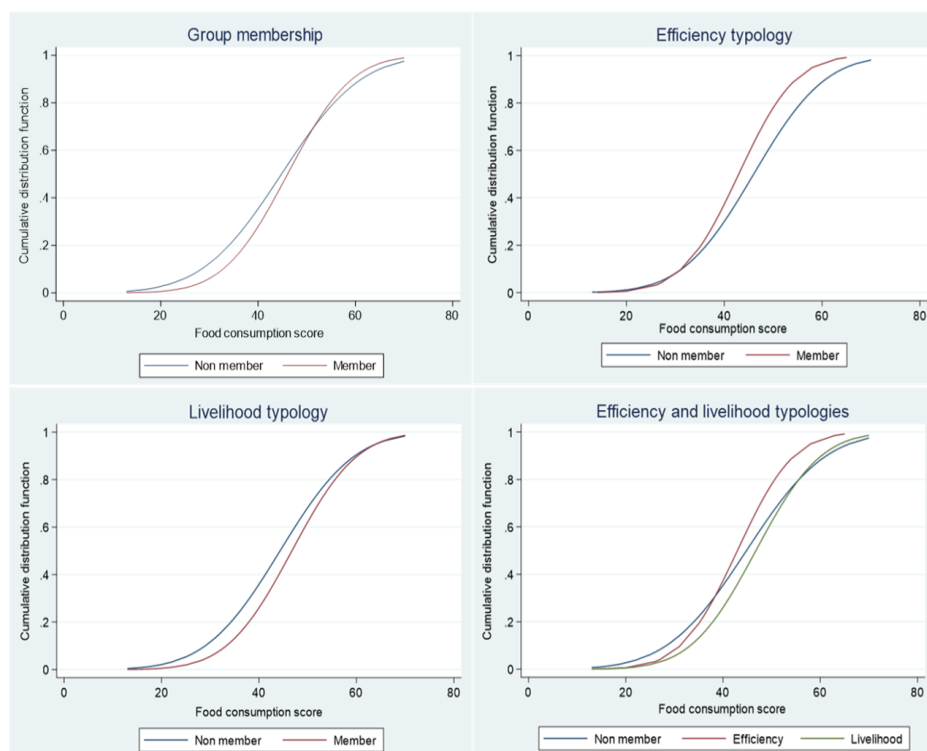 Group membership
Cumulative distribution function
1
.8
.6
.4
.2
0
0 20 40 60 80
Food consumption score
Non member Member
Efficiency typology
Cumulative distribution function
1
.8
.6
.4
.2
0
0 20 40 60 80
Food consumption score
Non member Member
Livelihood typology
Cumulative distribution function
1
.8
.6
.4
.2
0
0 20 40 60 80
Food consumption score
Non member Member
Efficiency and livelihood typologies
Cumulative distribution function
1
.8
.6
.4
.2
0
0 20 40 60 80
Food consumption score
Non member Efficiency Livelihood